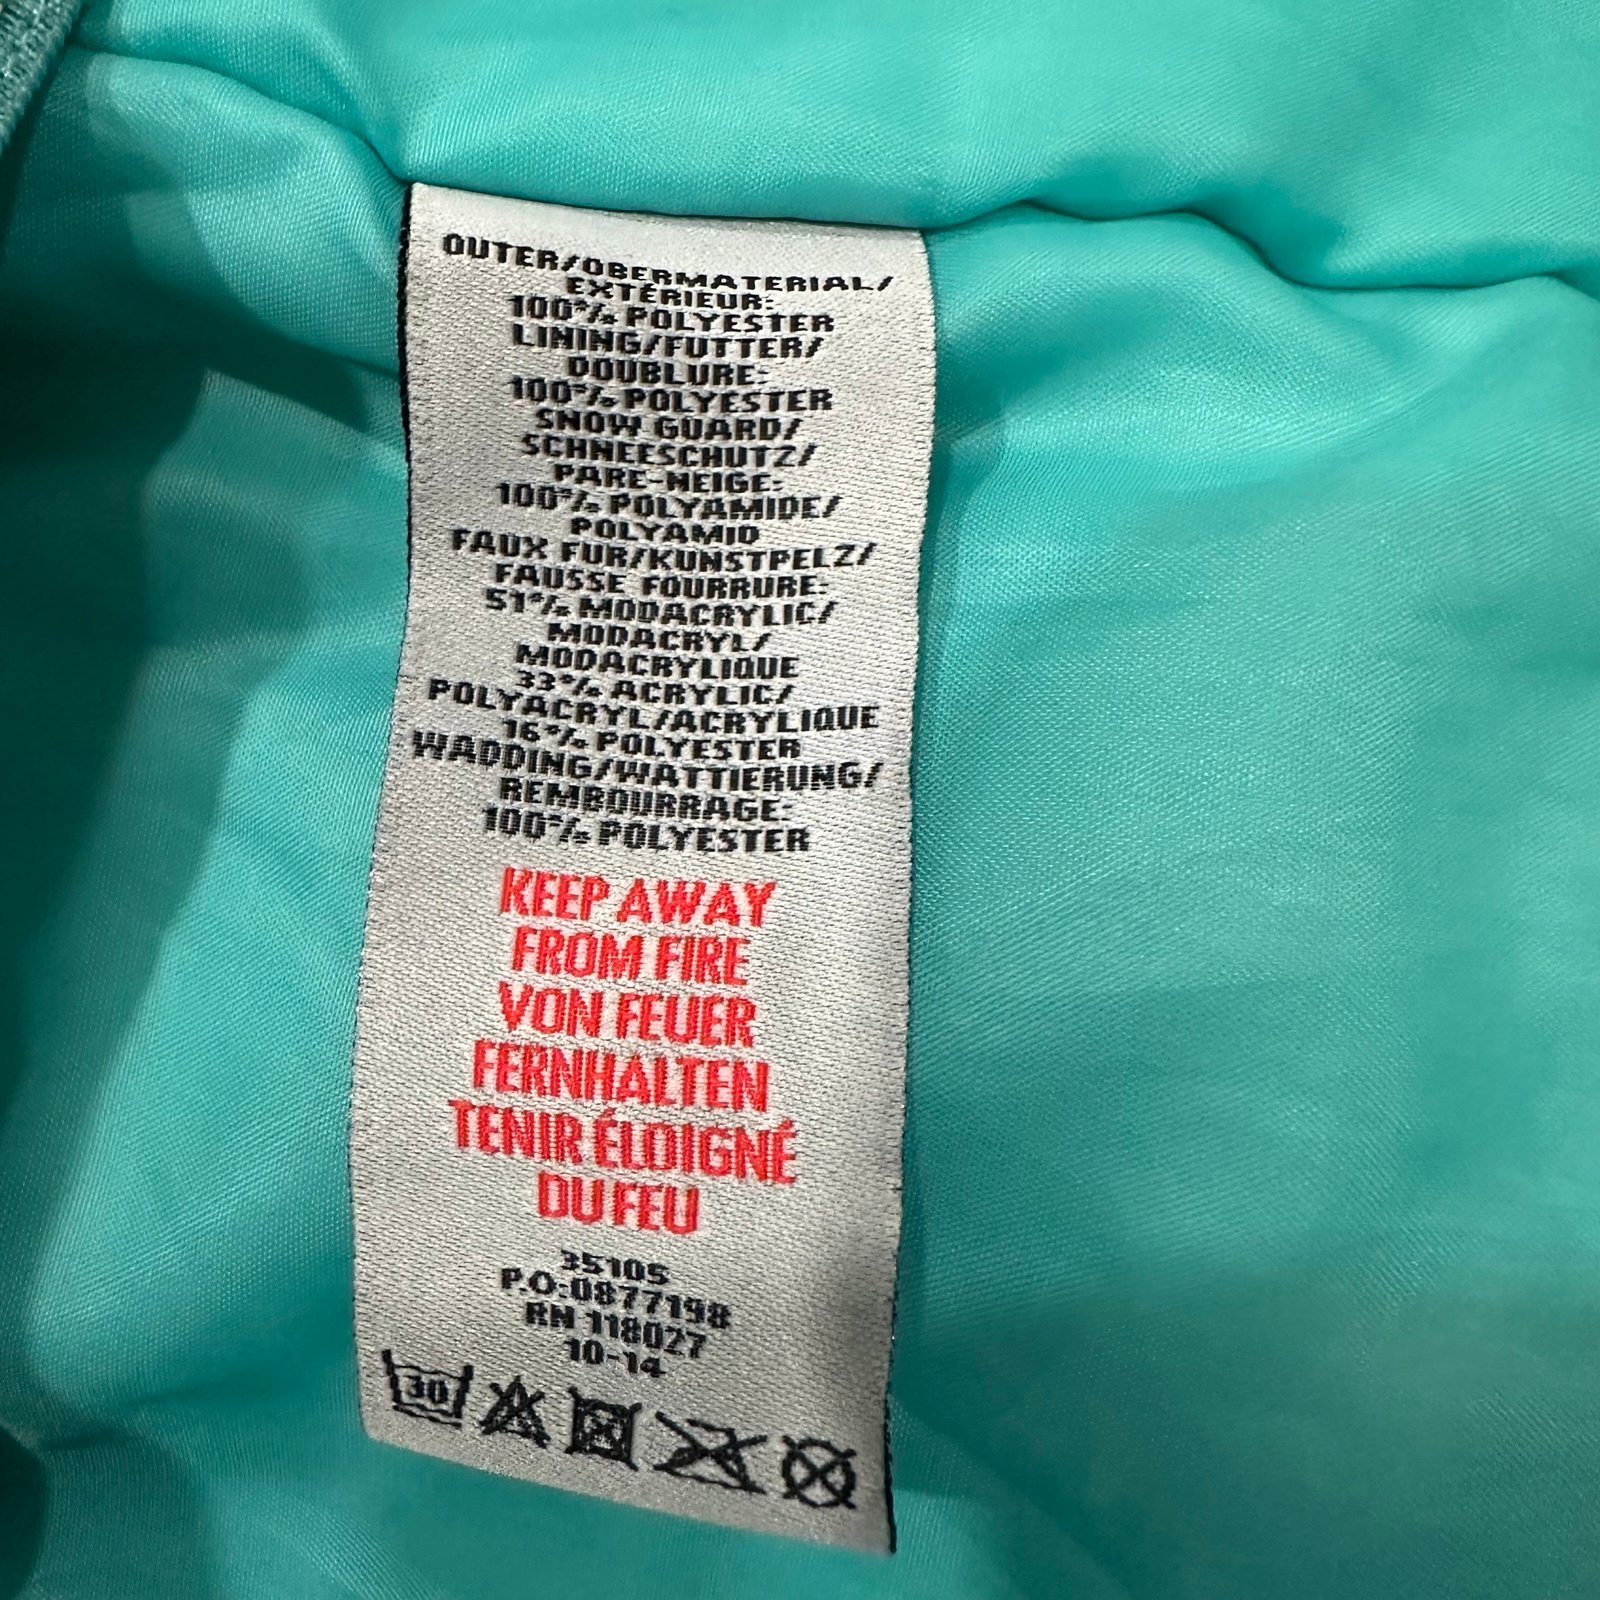 OUTER/OBERMATERIAL/
EXTÉRIEUR:
100% POLYESTER
LINING/FUTTER/
DOUBLURE:
100% POLYESTER
SNOW GUARD/
SCHNEESCHUTZ/
PARE-NEIGE:
100% POLYAMIDE/
POLYAMID
FAUX FUR/KUNSTPELZ/
FAUSSE FOURRURE:
51% MODACRYLIC/
MODACRYL/
MODACRYLIQUE
33% ACRYLIC/
POLYACRYL/ACRYLIQUE
16% POLYESTER
WADDING/WATTIERUNG/
REMBOURRAGE:
100% POLYESTER
KEEP AWAY
FROM FIRE
VON FEUER
FERNHALTEN
TENIR ÉLOIGNÉ
DU FEU
35105
P.O:0877198
RN 118027
10-14
30